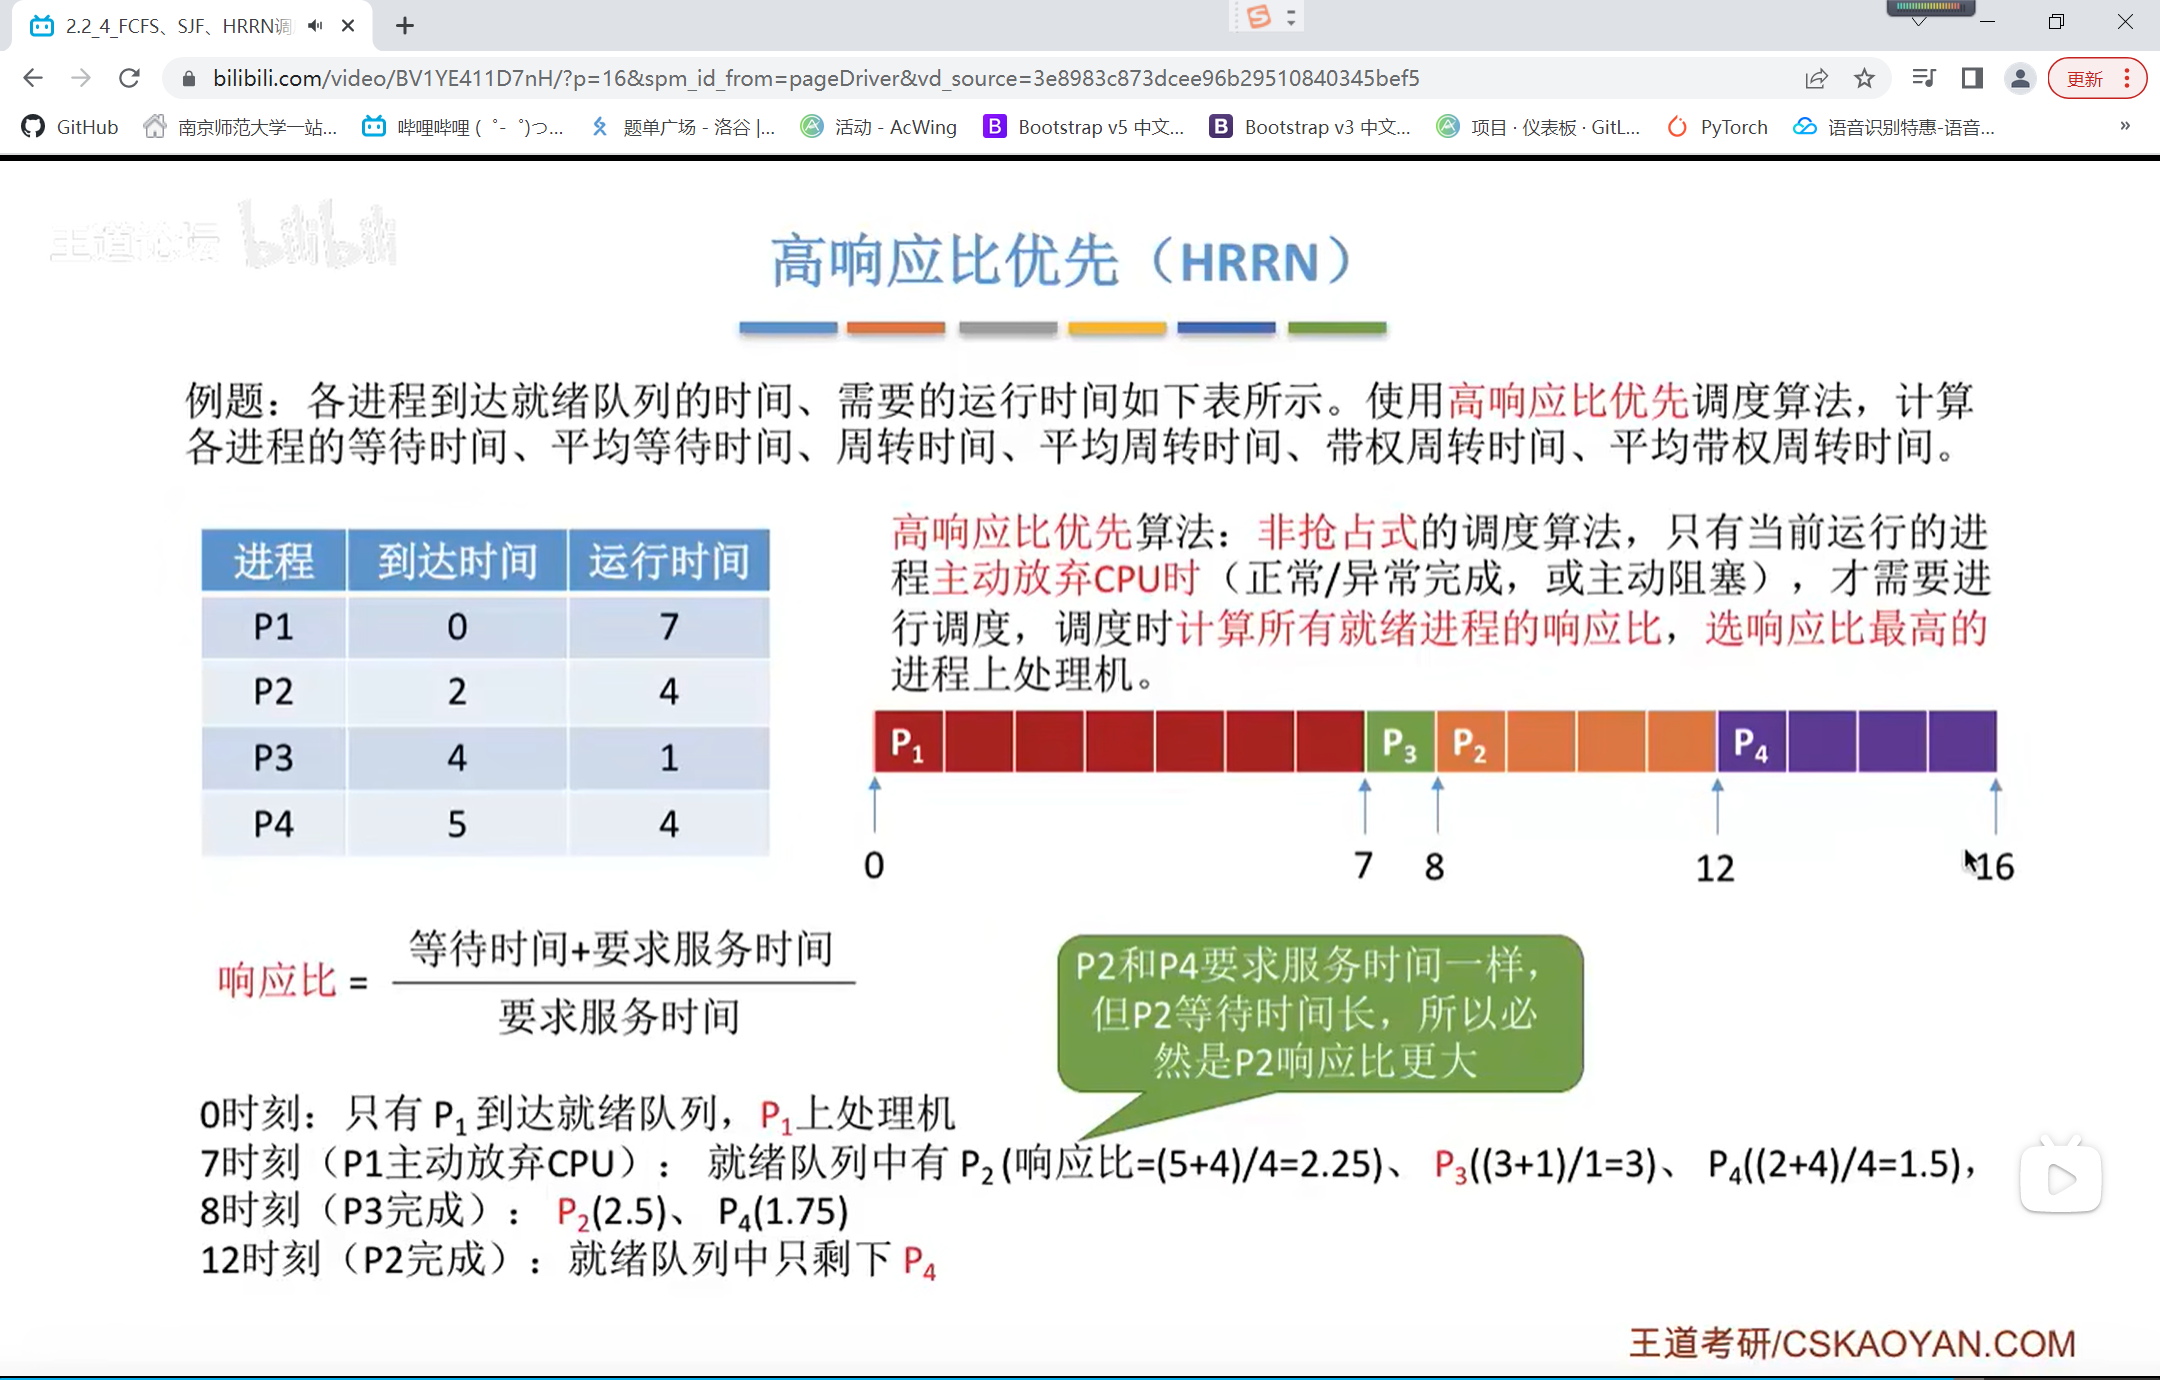 2.2_4_FCFS、SJF、HRRN调
bilibili.com/video/BV1YE411D7nH/?p=16&spm_id_from=pageDriver&vd_source=3e8983c873dcee96b29510840345bef5
更新
GitHub 南京师范大学一站... 哔哩哔哩 ( ゜- ゜)つ... 题单广场 - 洛谷 |... 活动 - AcWing Bootstrap v5 中文... Bootstrap v3 中文... 项目 · 仪表板 · GitL... PyTorch 语音识别特惠-语音... »
王道论坛 bilibili
高响应比优先（HRRN）
例题：各进程到达就绪队列的时间、需要的运行时间如下表所示。使用高响应比优先调度算法，计算
各进程的等待时间、平均等待时间、周转时间、平均周转时间、带权周转时间、平均带权周转时间。
进程 到达时间 运行时间
P1 0 7
P2 2 4
P3 4 1
P4 5 4
高响应比优先算法：非抢占式的调度算法，只有当前运行的进
程主动放弃CPU时（正常/异常完成，或主动阻塞），才需要进
行调度，调度时计算所有就绪进程的响应比，选响应比最高的
进程上处理机。
P₁ P₃ P₂ P₄
0 7 8 12 16
等待时间+要求服务时间
响应比 =
要求服务时间
P2和P4要求服务时间一样，
但P2等待时间长，所以必
然是P2响应比更大
0时刻：只有 P₁ 到达就绪队列，P₁上处理机
7时刻（P1主动放弃CPU）： 就绪队列中有 P₂ (响应比=(5+4)/4=2.25)、 P₃((3+1)/1=3)、 P₄((2+4)/4=1.5)，
8时刻（P3完成）： P₂(2.5)、 P₄(1.75)
12时刻（P2完成）：就绪队列中只剩下 P₄
王道考研/CSKAOYAN.COM